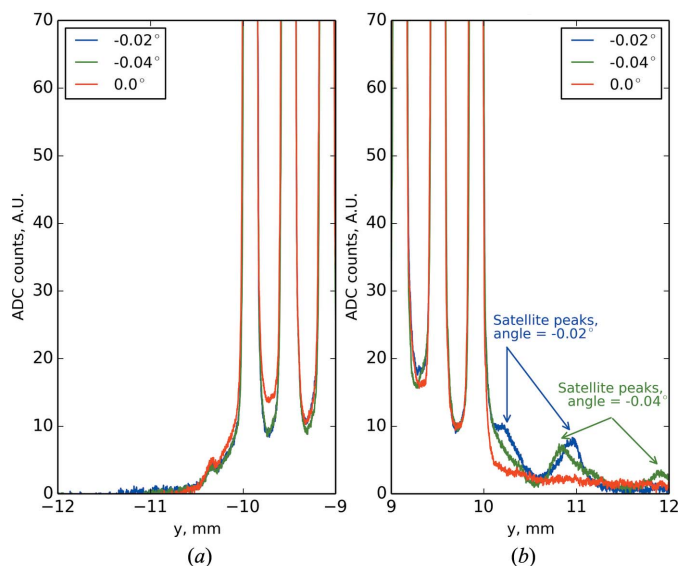 70
60
50
40
30
20
10
0
ADC counts, A.U.
-0.02°
-0.04°
0.0°
−12 −11 −10 −9
y, mm
(a)
70
60
50
40
30
20
10
0
ADC counts, A.U.
-0.02°
-0.04°
0.0°
Satellite peaks,
angle = -0.02°
Satellite peaks,
angle = -0.04°
9 10 11 12
y, mm
(b)